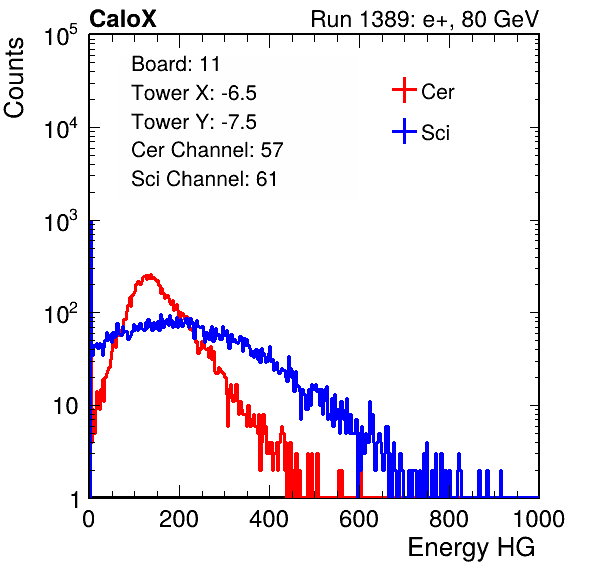 CaloX Run 1389: e+, 80 GeV
Counts
10^5
10^4
10^3
10^2
10
1
Board: 11
Tower X: -6.5
Tower Y: -7.5
Cer Channel: 57
Sci Channel: 61
Cer
Sci
0 200 400 600 800 1000
Energy HG